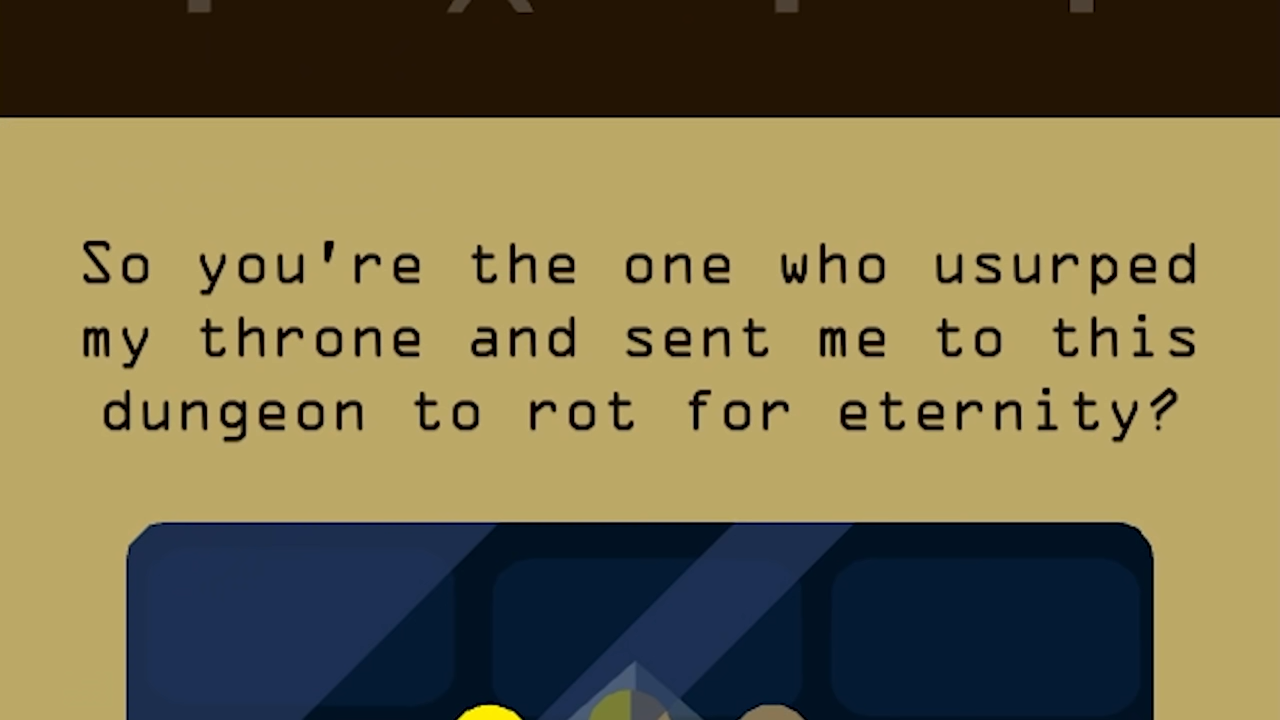 So you're the one who usurped
my throne and sent me to this
dungeon to rot for eternity?